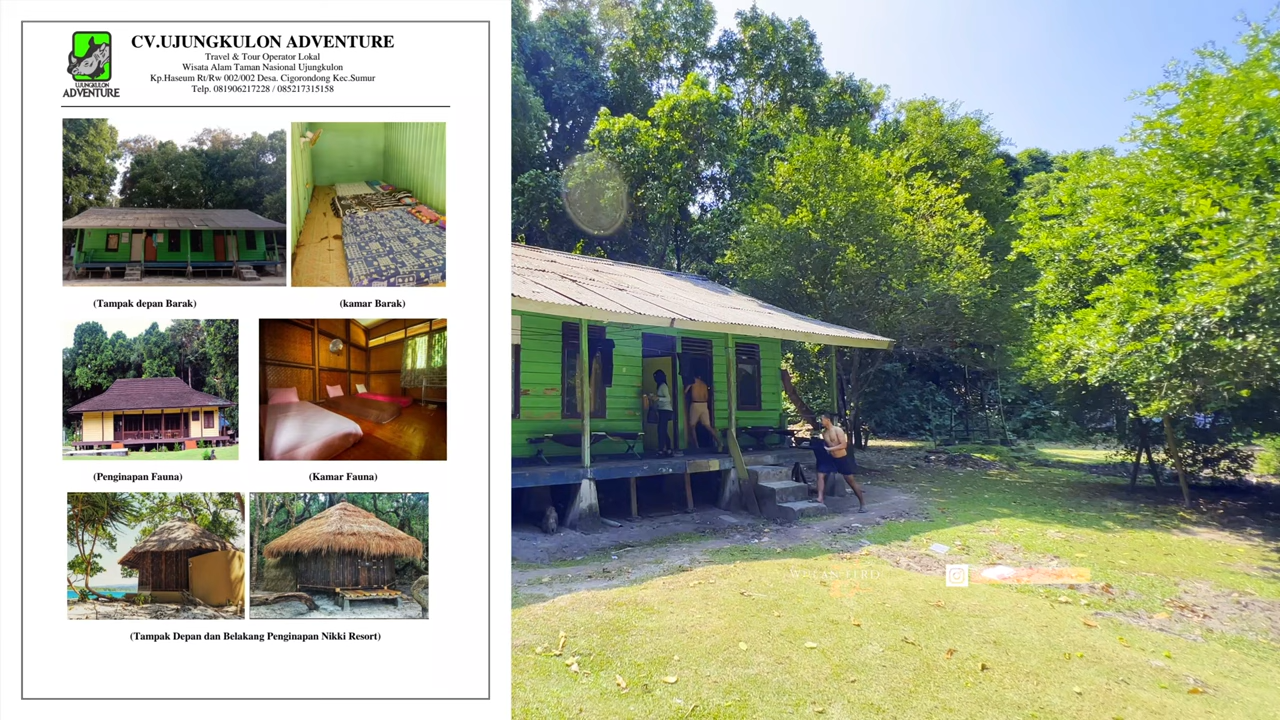 CV.UJUNGKULON ADVENTURE
Travel & Tour Operator Lokal
Wisata Alam Taman Nasional Ujungkulon
Kp.Haseum Rt/Rw 002/002 Desa. Cigorondong Kec.Sumur
Telp. 081906217228 / 085217315158
UJUNGKULON
ADVENTURE
(Tampak depan Barak)
(kamar Barak)
(Penginapan Fauna)
(Kamar Fauna)
(Tampak Depan dan Belakang Penginapan Nikki Resort)